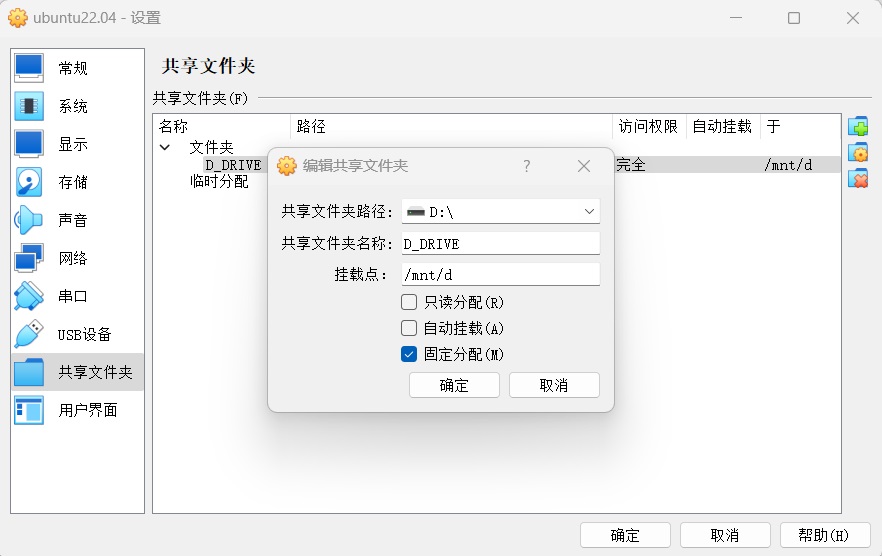 ubuntu22.04 - 设置
常规
系统
显示
存储
声音
网络
串口
USB设备
共享文件夹
用户界面
共享文件夹
共享文件夹(F)
名称 路径 访问权限 自动挂载 于
文件夹
D_DRIVE 完全 /mnt/d
临时分配
编辑共享文件夹 ?
共享文件夹路径: D:\
共享文件夹名称: D_DRIVE
挂载点: /mnt/d
只读分配(R)
自动挂载(A)
固定分配(M)
确定 取消
确定 取消 帮助(H)